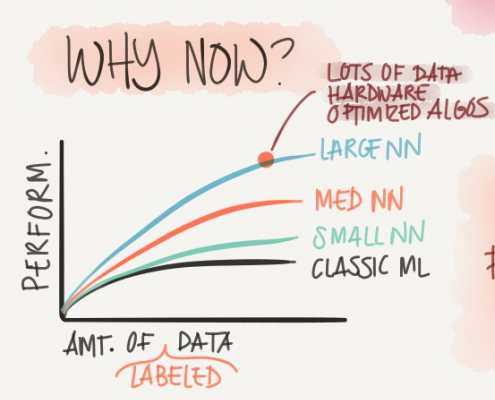 WHY NOW?
LOTS OF DATA
HARDWARE
OPTIMIZED ALGOS
LARGE NN
MED NN
SMALL NN
CLASSIC ML
PERFORM.
AMT. OF DATA
LABELED